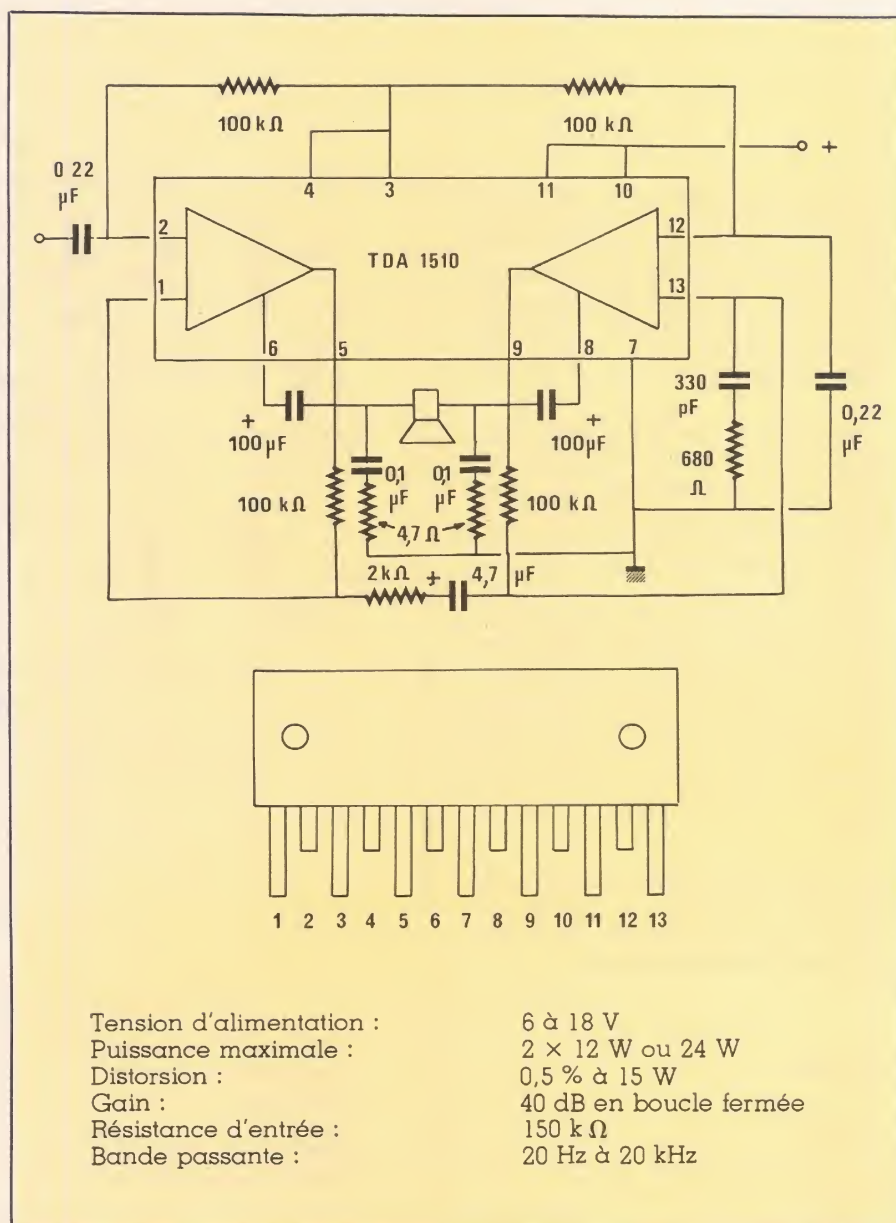 100 kΩ 100 kΩ
0 22 µF
+
4 3 11 10
2 12
TDA 1510
1 13
6 5 9 8 7
330 pF
0,22 µF
+ 100 µF 100µF +
680 Ω
0,1 µF 0,1 µF
100 kΩ 100 kΩ
4,7 Ω
2 kΩ + 4,7 µF
1 2 3 4 5 6 7 8 9 10 11 12 13
Tension d'alimentation : 6 à 18 V
Puissance maximale : 2 × 12 W ou 24 W
Distorsion : 0,5 % à 15 W
Gain : 40 dB en boucle fermée
Résistance d'entrée : 150 kΩ
Bande passante : 20 Hz à 20 kHz